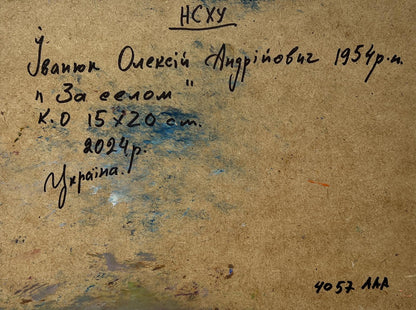 НСХУ
Іванюк Олексій Андрійович 1954р.н.
"За селом"
К.О 15х20 см.
2024р.
Україна.
4057 ААА